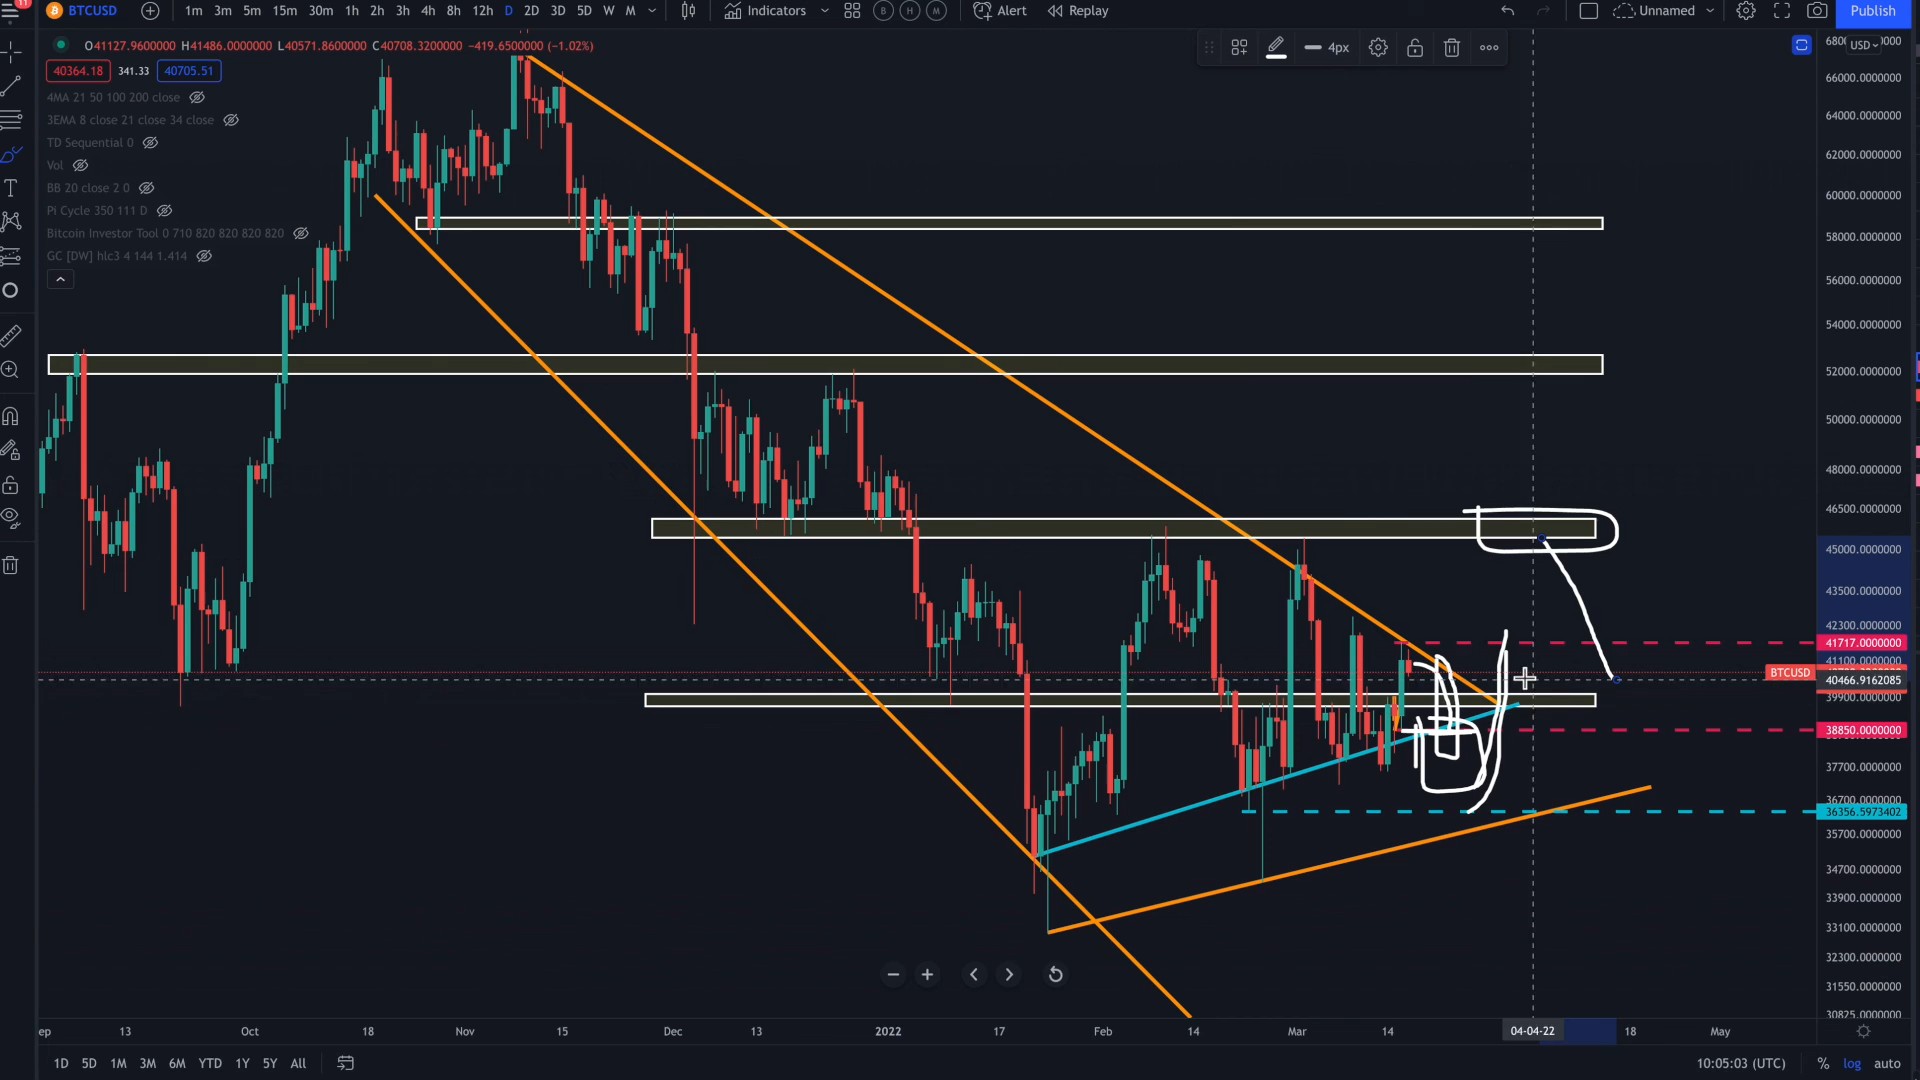 11
BTCUSD 1m 3m 5m 15m 30m 1h 2h 3h 4h 8h 12h D 2D 3D 5D W M Indicators B H M Alert Replay Unnamed Publish
O41127.9600000 H41486.0000000 L40571.8600000 C40708.3200000 −419.6500000 (−1.02%)
4px
USD
40364.18 341.33 40705.51
4MA 21 50 100 200 close
3EMA 8 close 21 close 34 close
TD Sequential 0
Vol
BB 20 close 2 0
Pi Cycle 350 111 D
Bitcoin Investor Tool 0 710 820 820 820 820
GC [DW] hlc3 4 144 1.414
66000.0000000
64000.0000000
62000.0000000
60000.0000000
58000.0000000
56000.0000000
54000.0000000
52000.0000000
50000.0000000
48000.0000000
46500.0000000
45000.0000000
43500.0000000
42300.0000000
41717.0000000
41100.0000000
BTCUSD
40466.9162085
39900.0000000
38850.0000000
37700.0000000
36700.0000000
36356.5973402
35700.0000000
34700.0000000
33900.0000000
33100.0000000
32300.0000000
31550.0000000
30825.0000000
ep 13 Oct 18 Nov 15 Dec 13 2022 17 Feb 14 Mar 14 04-04-22 18 May
1D 5D 1M 3M 6M YTD 1Y 5Y All 10:05:03 (UTC) % log auto